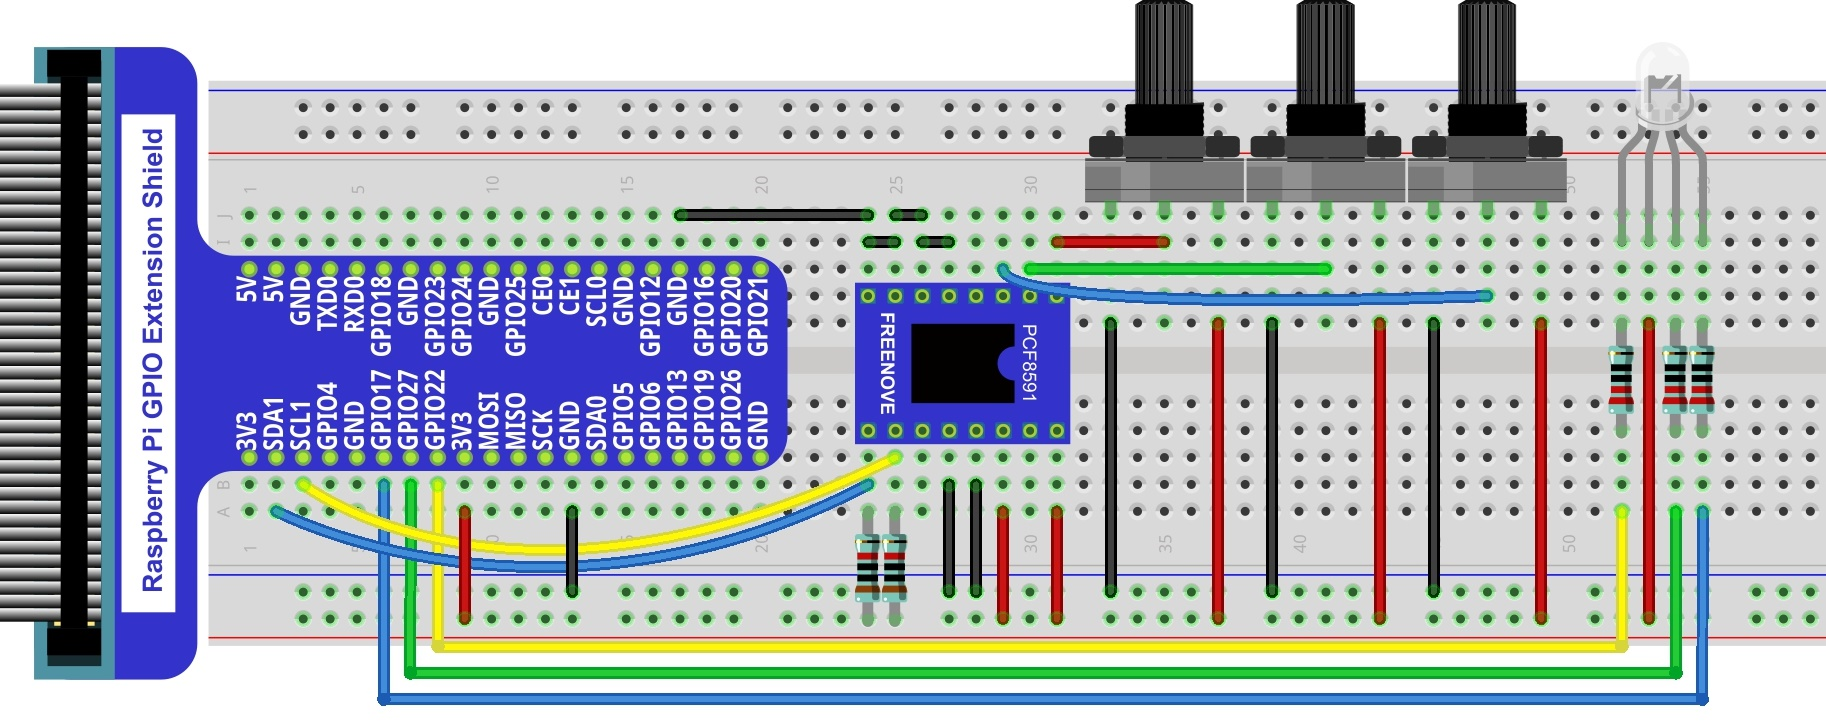 Raspberry Pi GPIO Extension Shield
1
5
10
15
20
25
30
50
J
I
5V
5V
GND
TXD0
RXD0
GPIO18
GND
GPIO23
GPIO24
GND
GPIO25
CE0
CE1
SCL0
GND
GPIO12
GND
GPIO16
GPIO20
GPIO21
3V3
SDA1
SCL1
GPIO4
GND
GPIO17
GPIO27
GPIO22
3V3
MOSI
MISO
SCK
GND
SDA0
GPIO5
GPIO6
GPIO13
GPIO19
GPIO26
GND
FREENOVE
PCF8591
B
A
1
20
30
35
40
50